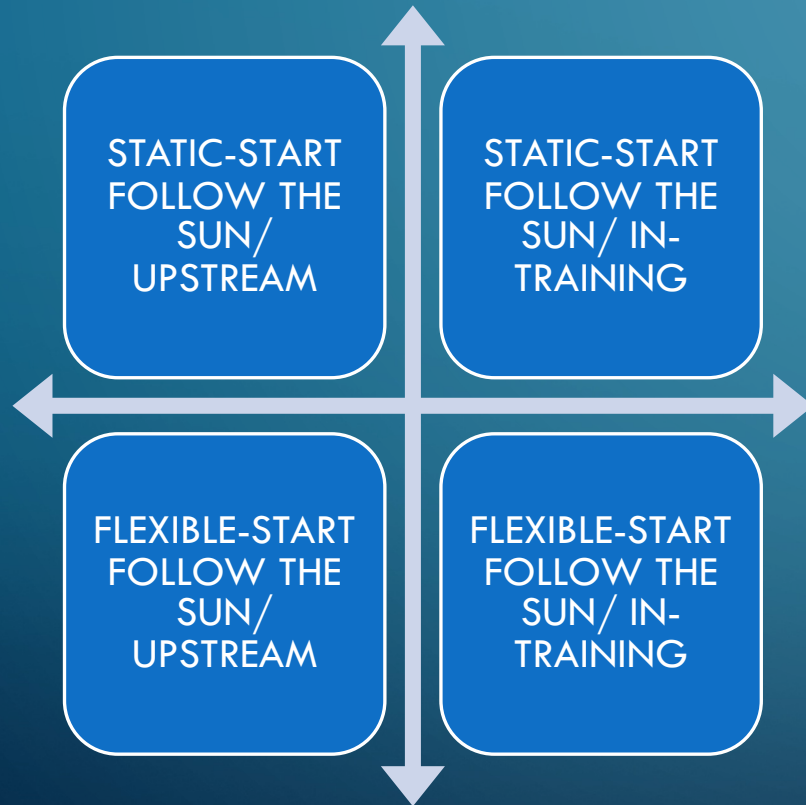 STATIC-START
FOLLOW THE
SUN/
UPSTREAM
STATIC-START
FOLLOW THE
SUN/ IN-
TRAINING
FLEXIBLE-START
FOLLOW THE
SUN/
UPSTREAM
FLEXIBLE-START
FOLLOW THE
SUN/ IN-
TRAINING